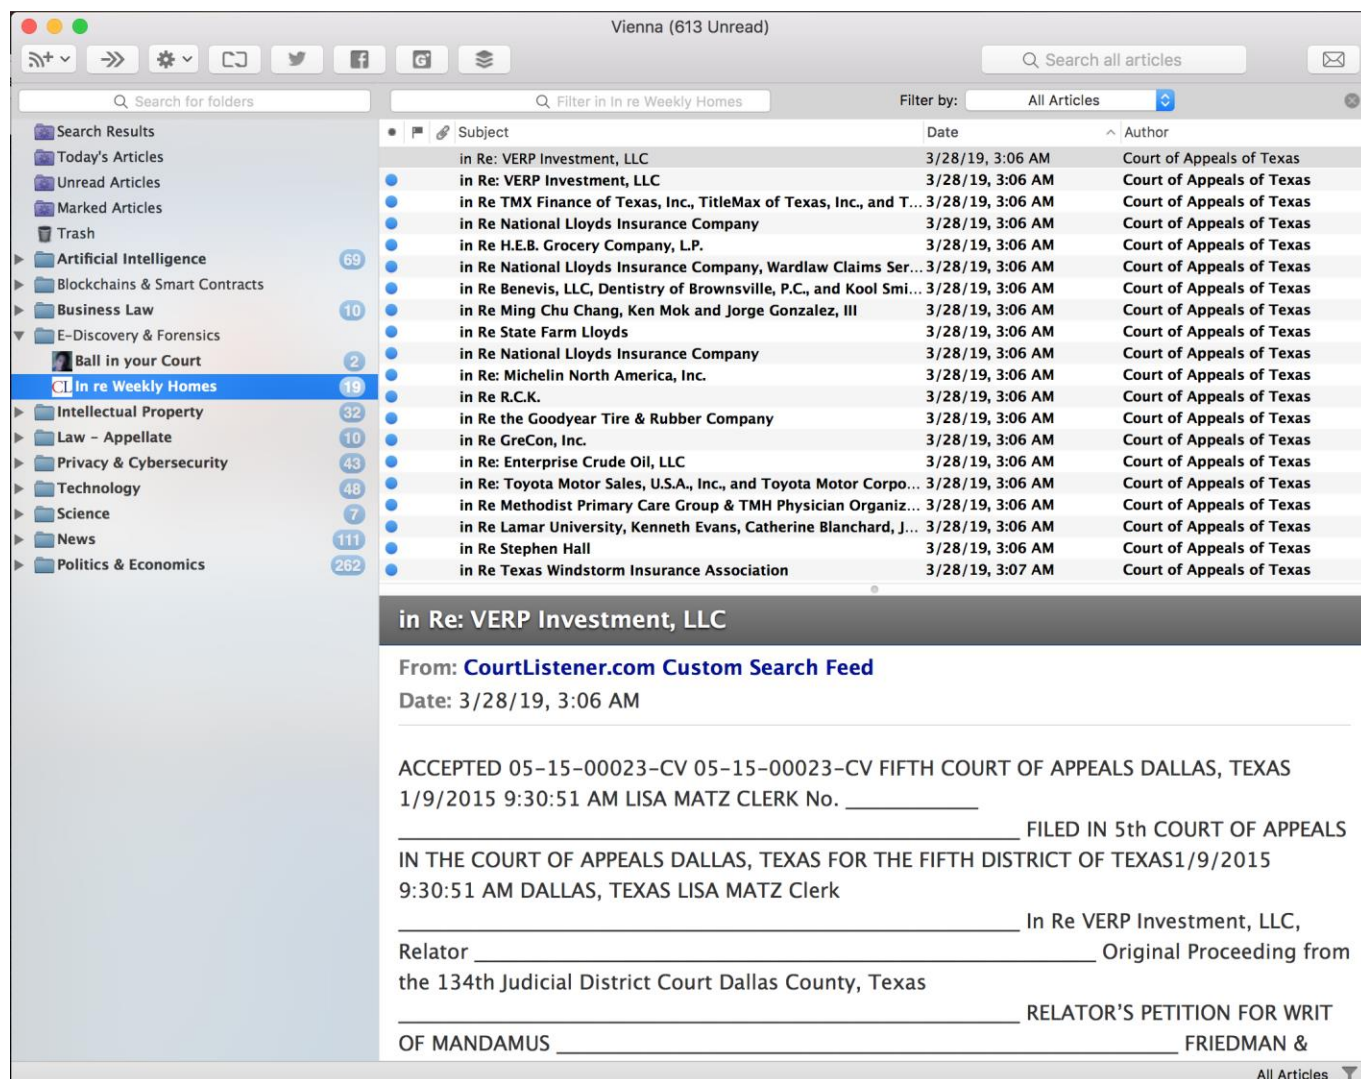 Vienna (613 Unread)
Search all articles
Search for folders
Filter in In re Weekly Homes
Filter by: All Articles
Search Results
Today's Articles
Unread Articles
Marked Articles
Trash
Artificial Intelligence 69
Blockchains & Smart Contracts
Business Law 10
E-Discovery & Forensics
Ball in your Court 2
CL In re Weekly Homes 19
Intellectual Property 32
Law - Appellate 10
Privacy & Cybersecurity 43
Technology 48
Science 7
News 111
Politics & Economics 262
Subject Date Author
in Re: VERP Investment, LLC 3/28/19, 3:06 AM Court of Appeals of Texas
in Re: VERP Investment, LLC 3/28/19, 3:06 AM Court of Appeals of Texas
in Re TMX Finance of Texas, Inc., TitleMax of Texas, Inc., and T... 3/28/19, 3:06 AM Court of Appeals of Texas
in Re National Lloyds Insurance Company 3/28/19, 3:06 AM Court of Appeals of Texas
in Re H.E.B. Grocery Company, L.P. 3/28/19, 3:06 AM Court of Appeals of Texas
in Re National Lloyds Insurance Company, Wardlaw Claims Ser... 3/28/19, 3:06 AM Court of Appeals of Texas
in Re Benevis, LLC, Dentistry of Brownsville, P.C., and Kool Smi... 3/28/19, 3:06 AM Court of Appeals of Texas
in Re Ming Chu Chang, Ken Mok and Jorge Gonzalez, III 3/28/19, 3:06 AM Court of Appeals of Texas
in Re State Farm Lloyds 3/28/19, 3:06 AM Court of Appeals of Texas
in Re National Lloyds Insurance Company 3/28/19, 3:06 AM Court of Appeals of Texas
in Re: Michelin North America, Inc. 3/28/19, 3:06 AM Court of Appeals of Texas
in Re R.C.K. 3/28/19, 3:06 AM Court of Appeals of Texas
in Re the Goodyear Tire & Rubber Company 3/28/19, 3:06 AM Court of Appeals of Texas
in Re GreCon, Inc. 3/28/19, 3:06 AM Court of Appeals of Texas
in Re: Enterprise Crude Oil, LLC 3/28/19, 3:06 AM Court of Appeals of Texas
in Re: Toyota Motor Sales, U.S.A., Inc., and Toyota Motor Corpo... 3/28/19, 3:06 AM Court of Appeals of Texas
in Re Methodist Primary Care Group & TMH Physician Organiz... 3/28/19, 3:06 AM Court of Appeals of Texas
in Re Lamar University, Kenneth Evans, Catherine Blanchard, J... 3/28/19, 3:06 AM Court of Appeals of Texas
in Re Stephen Hall 3/28/19, 3:06 AM Court of Appeals of Texas
in Re Texas Windstorm Insurance Association 3/28/19, 3:07 AM Court of Appeals of Texas
in Re: VERP Investment, LLC
From: CourtListener.com Custom Search Feed
Date: 3/28/19, 3:06 AM
ACCEPTED 05-15-00023-CV 05-15-00023-CV FIFTH COURT OF APPEALS DALLAS, TEXAS
1/9/2015 9:30:51 AM LISA MATZ CLERK No. ____________
________________________________________ FILED IN 5th COURT OF APPEALS
IN THE COURT OF APPEALS DALLAS, TEXAS FOR THE FIFTH DISTRICT OF TEXAS1/9/2015
9:30:51 AM DALLAS, TEXAS LISA MATZ Clerk
________________________________________ In Re VERP Investment, LLC,
Relator ________________________________________ Original Proceeding from
the 134th Judicial District Court Dallas County, Texas
________________________________________ RELATOR'S PETITION FOR WRIT
OF MANDAMUS ________________________________________ FRIEDMAN &
All Articles